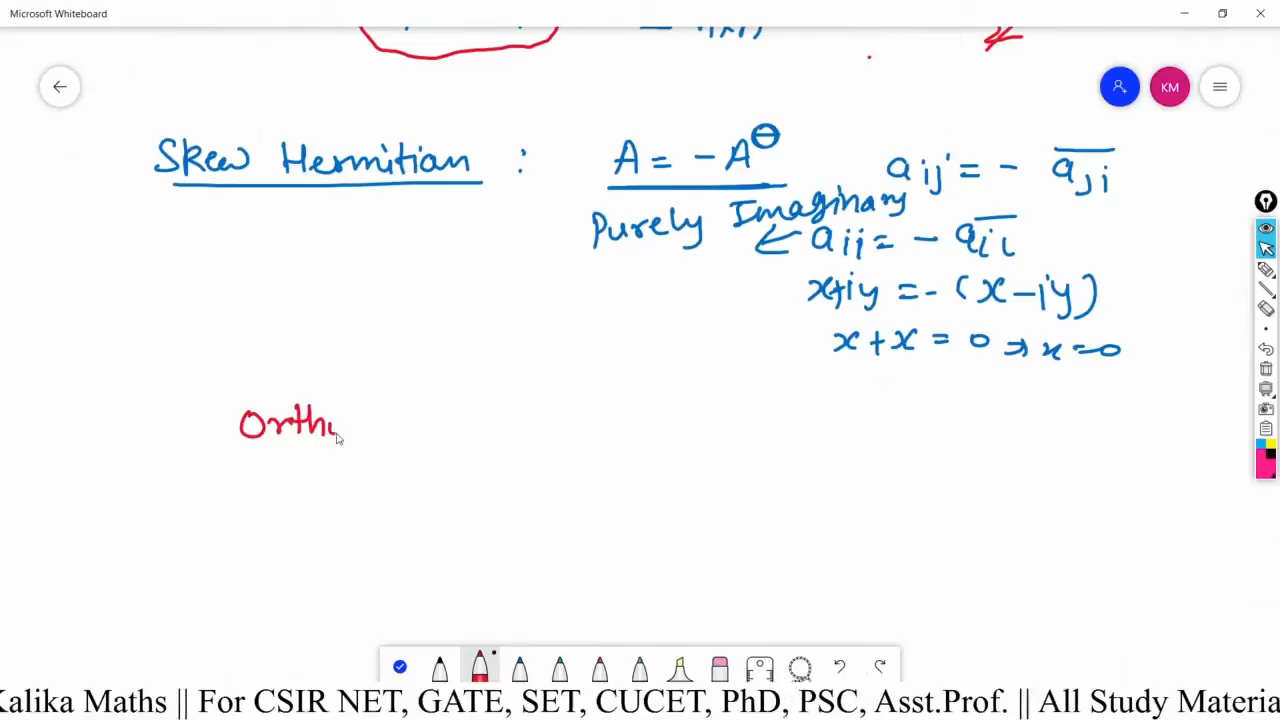 Microsoft Whiteboard
KM
Skew Hermitian : A = - A^Θ
a_ij = - \overline{a_ji}
Purely Imaginary
← a_ii = - \overline{a_ii}
x+iy = - (x-iy)
x+x = 0 ⇒ x=0
Orth
Kalika Maths || For CSIR NET, GATE, SET, CUCET, PhD, PSC, Asst.Prof. || All Study Materia